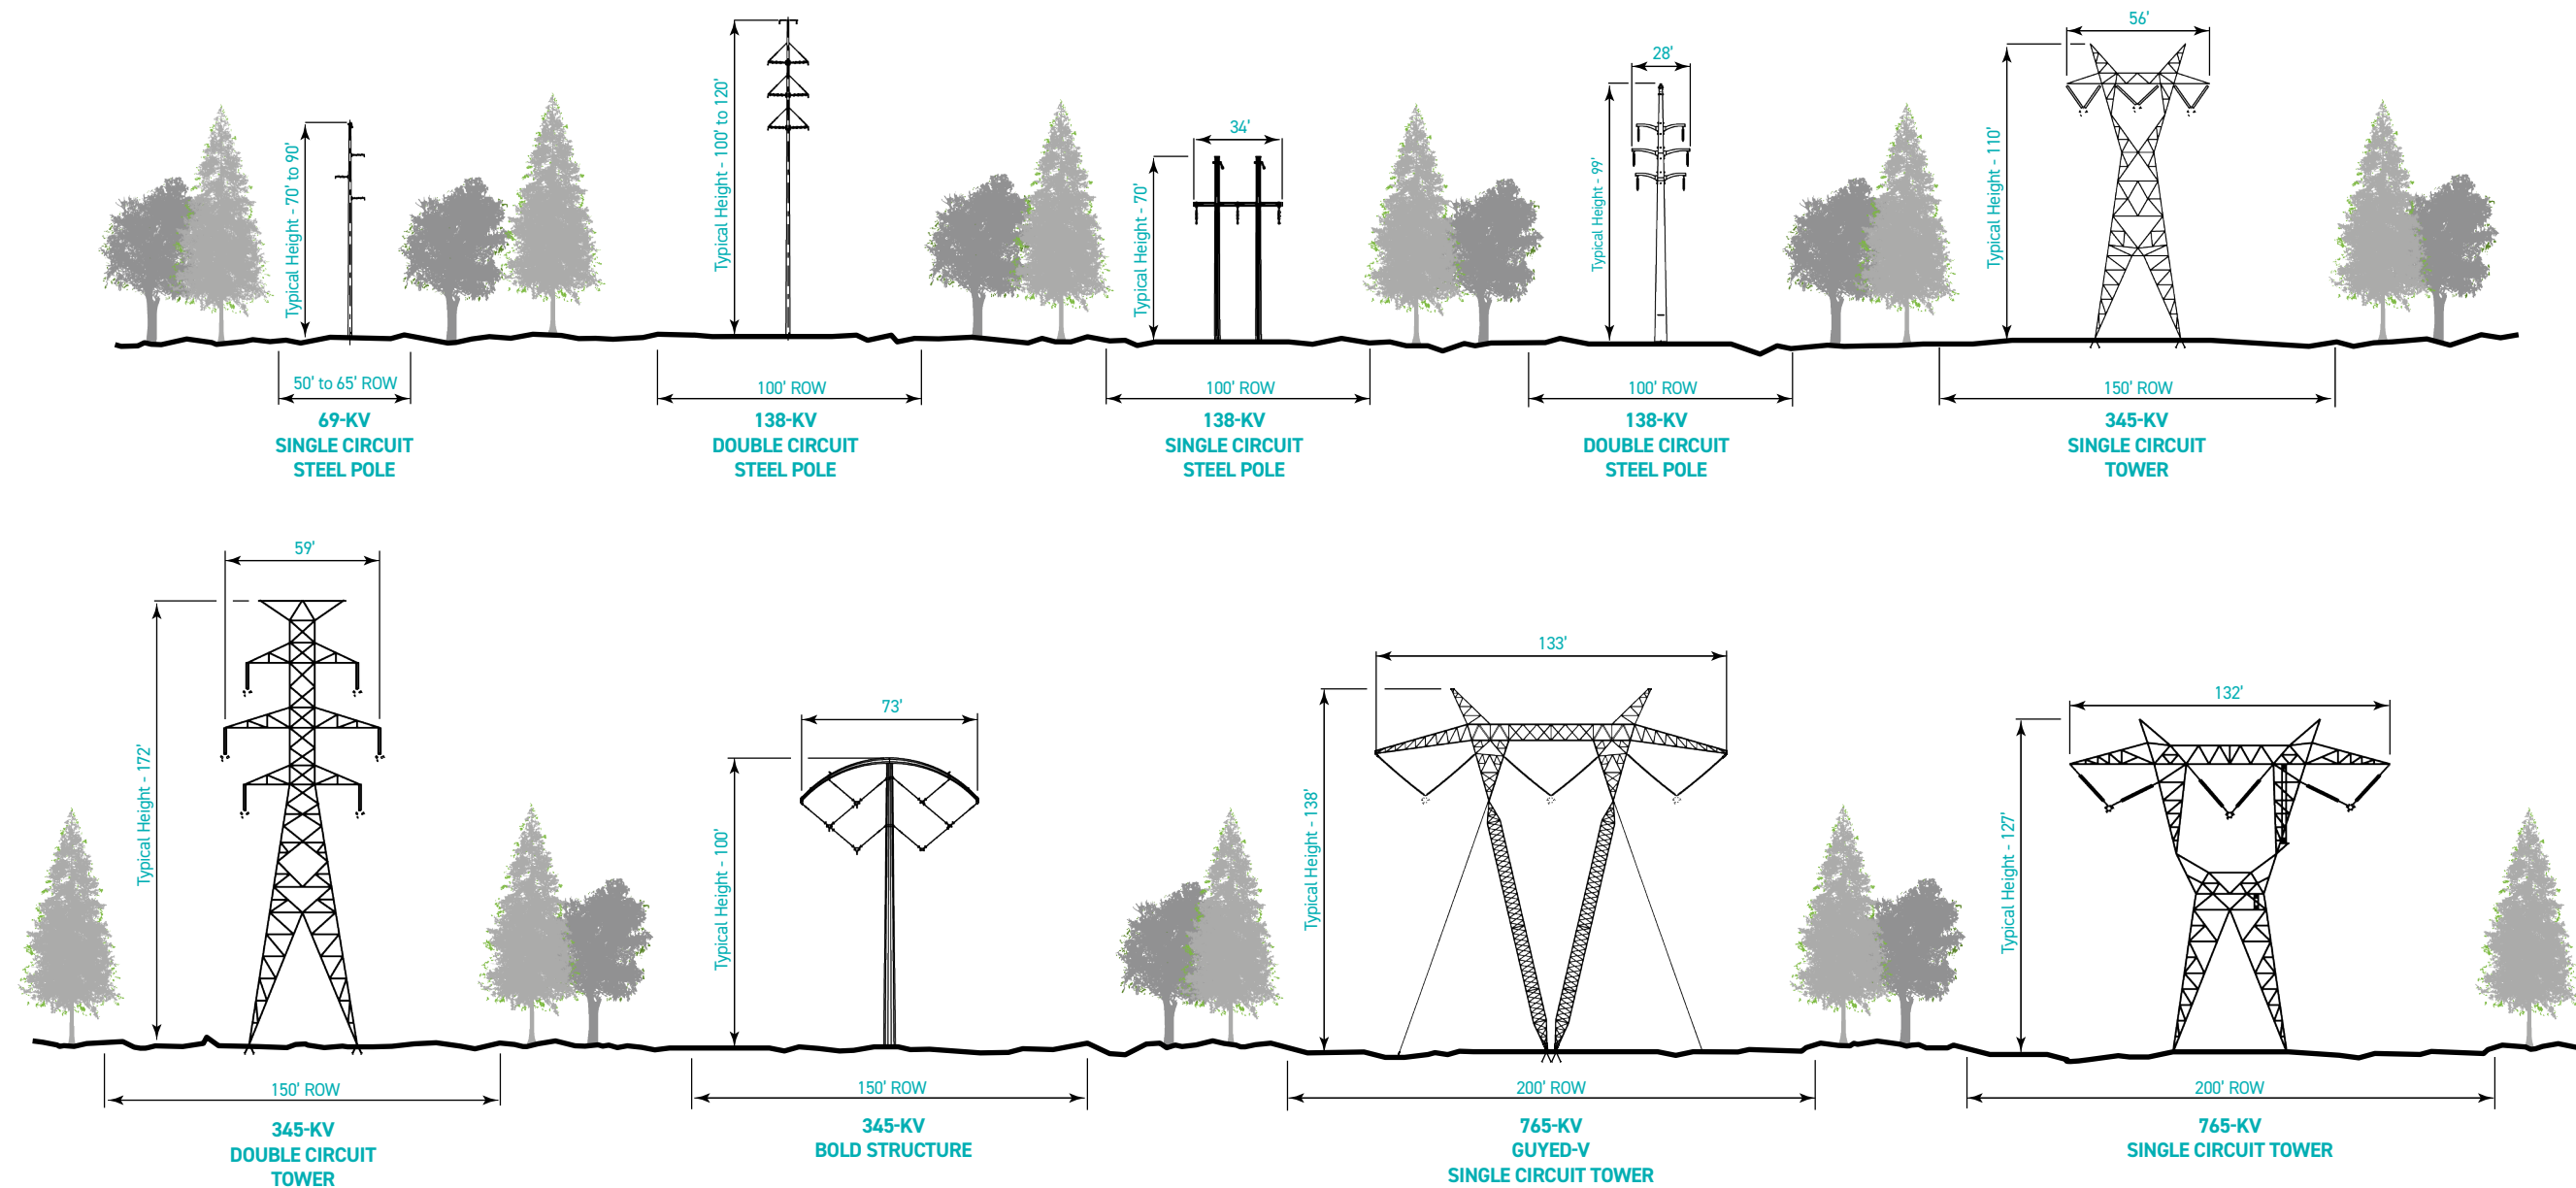 Typical Height - 70' to 90'
50' to 65' ROW
69-KV
SINGLE CIRCUIT
STEEL POLE
Typical Height - 100' to 120'
100' ROW
138-KV
DOUBLE CIRCUIT
STEEL POLE
34'
Typical Height - 70'
100' ROW
138-KV
SINGLE CIRCUIT
STEEL POLE
28'
Typical Height - 99'
100' ROW
138-KV
DOUBLE CIRCUIT
STEEL POLE
56'
Typical Height - 110'
150' ROW
345-KV
SINGLE CIRCUIT
TOWER
59'
Typical Height - 172'
150' ROW
345-KV
DOUBLE CIRCUIT
TOWER
73'
Typical Height - 100'
150' ROW
345-KV
BOLD STRUCTURE
133'
Typical Height - 138'
200' ROW
765-KV
GUYED-V
SINGLE CIRCUIT TOWER
132'
Typical Height - 127'
200' ROW
765-KV
SINGLE CIRCUIT TOWER